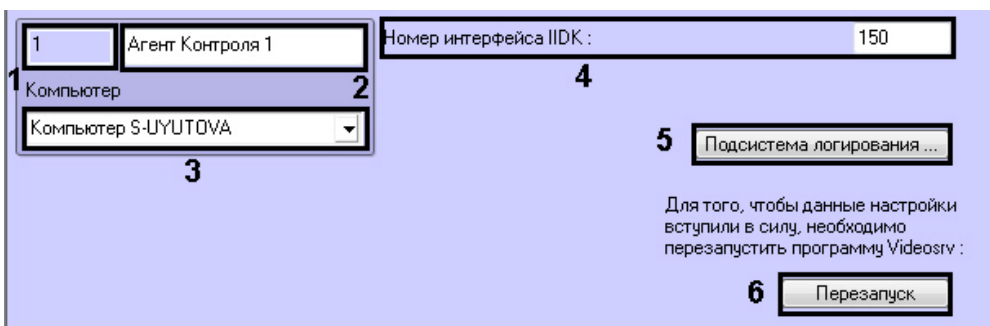 1
Агент Контроля 1
Номер интерфейса IIDK :
150
1
2
4
Компьютер
Компьютер S-UYUTOVA
3
5
Подсистема логирования ...
Для того, чтобы данные настройки
вступили в силу, необходимо
перезапустить программу Videosrv :
6
Перезапуск